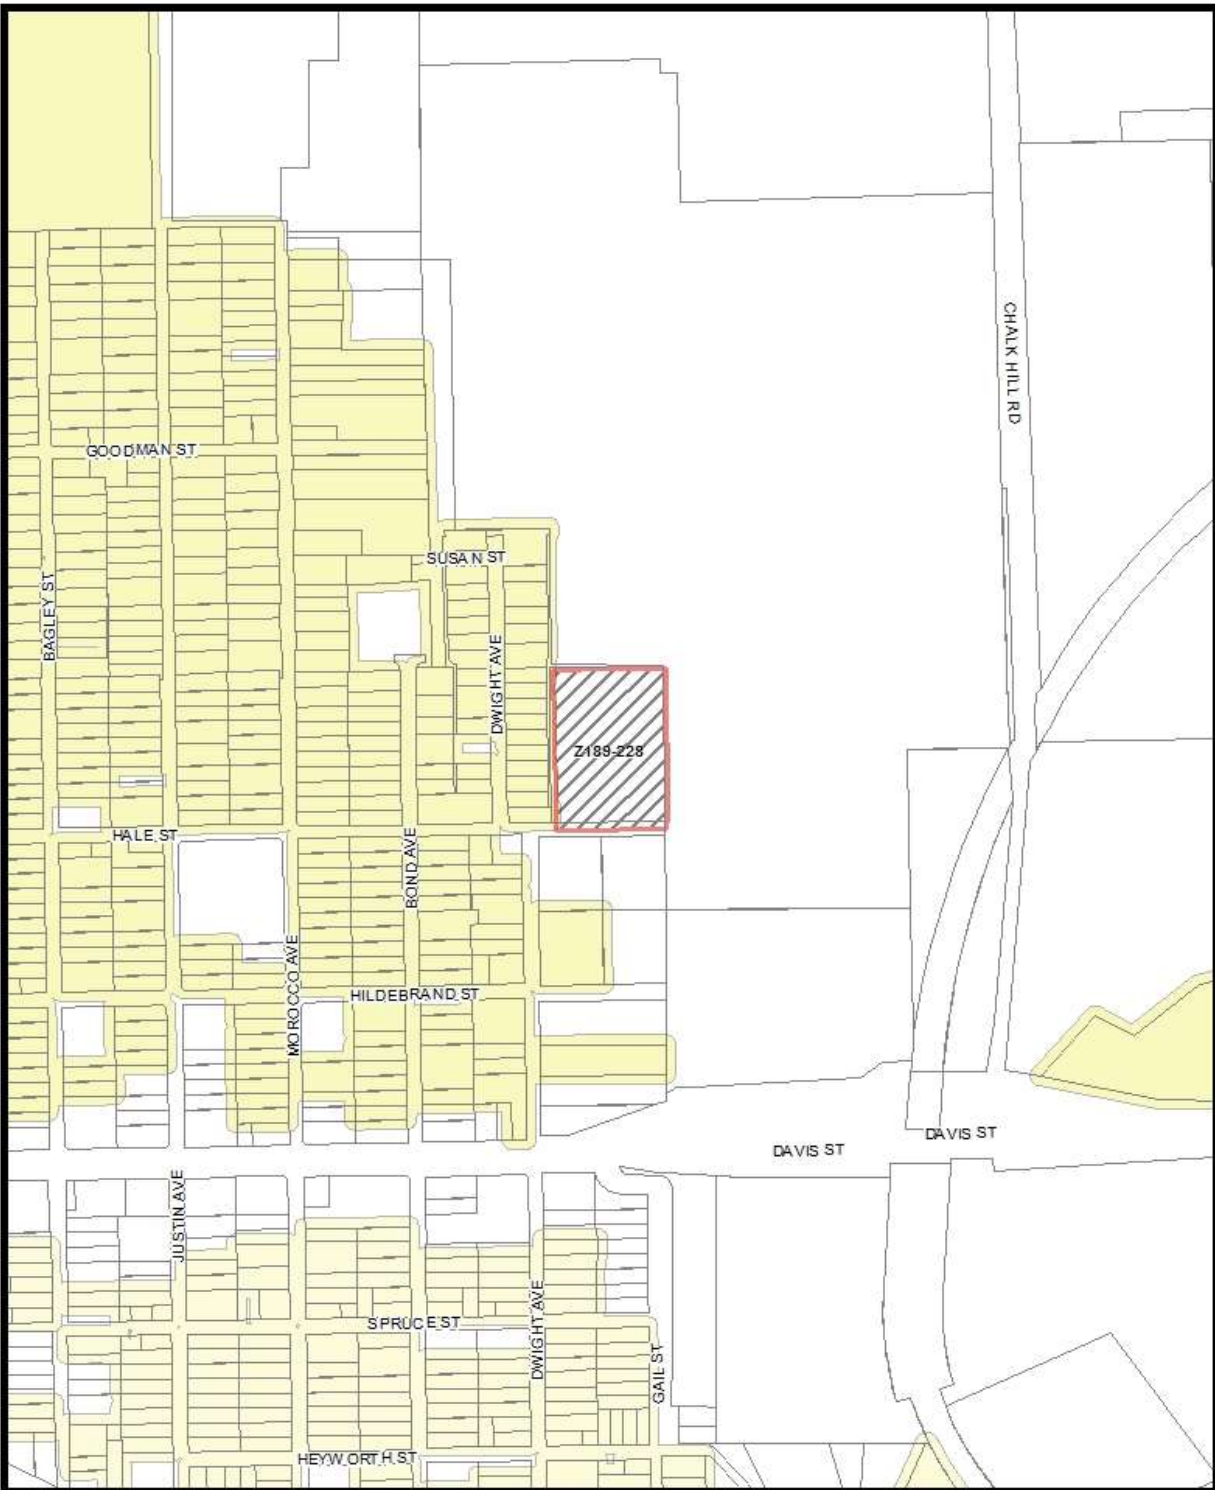 CHALK HILL RD
GOODMAN ST
SUSAN ST
BAGLEY ST
DWIGHT AVE
Z189-228
HALE ST
BOND AVE
MOROCCO AVE
HILDEBRAND ST
DAVIS ST
DAVIS ST
JUSTIN AVE
SPRUCE ST
DWIGHT AVE
GAIL ST
HEYWORTH ST